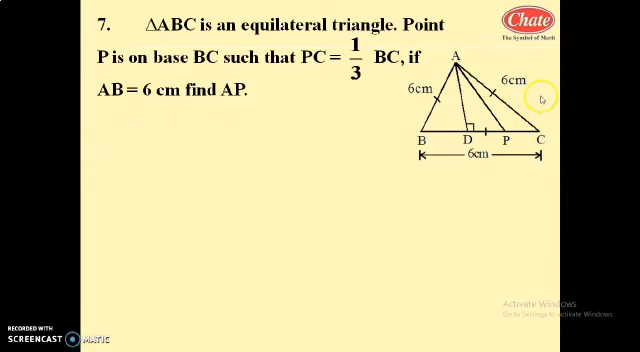 7. ΔABC is an equilateral triangle. Point
P is on base BC such that PC = 1/3 BC, if
AB = 6 cm find AP.
Chate
The Symbol of Merit
A
6cm
6cm
B D P C
6cm
Activate Windows
Go to Settings to activate Windows.
RECORDED WITH
SCREENCAST MATIC